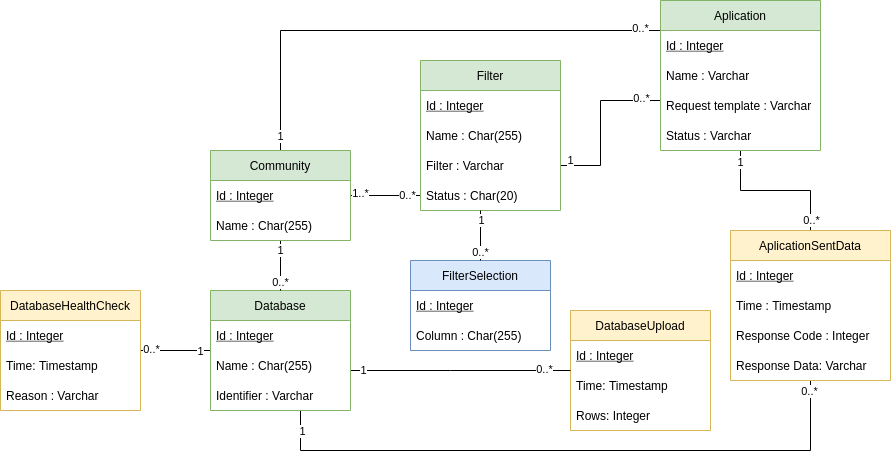 Aplication
Id : Integer
Name : Varchar
Request template : Varchar
Status : Varchar
0..*
0..*
1
Filter
Id : Integer
Name : Char(255)
Filter : Varchar
Status : Char(20)
1
1
1
Community
Id : Integer
Name : Char(255)
1..*
0..*
1
0..*
FilterSelection
Id : Integer
Column : Char(255)
0..*
AplicationSentData
Id : Integer
Time : Timestamp
Response Code : Integer
Response Data: Varchar
0..*
0..*
DatabaseHealthCheck
Id : Integer
Time: Timestamp
Reason : Varchar
0..*
1
Database
Id : Integer
Name : Char(255)
Identifier : Varchar
1
0..*
1
DatabaseUpload
Id : Integer
Time: Timestamp
Rows: Integer